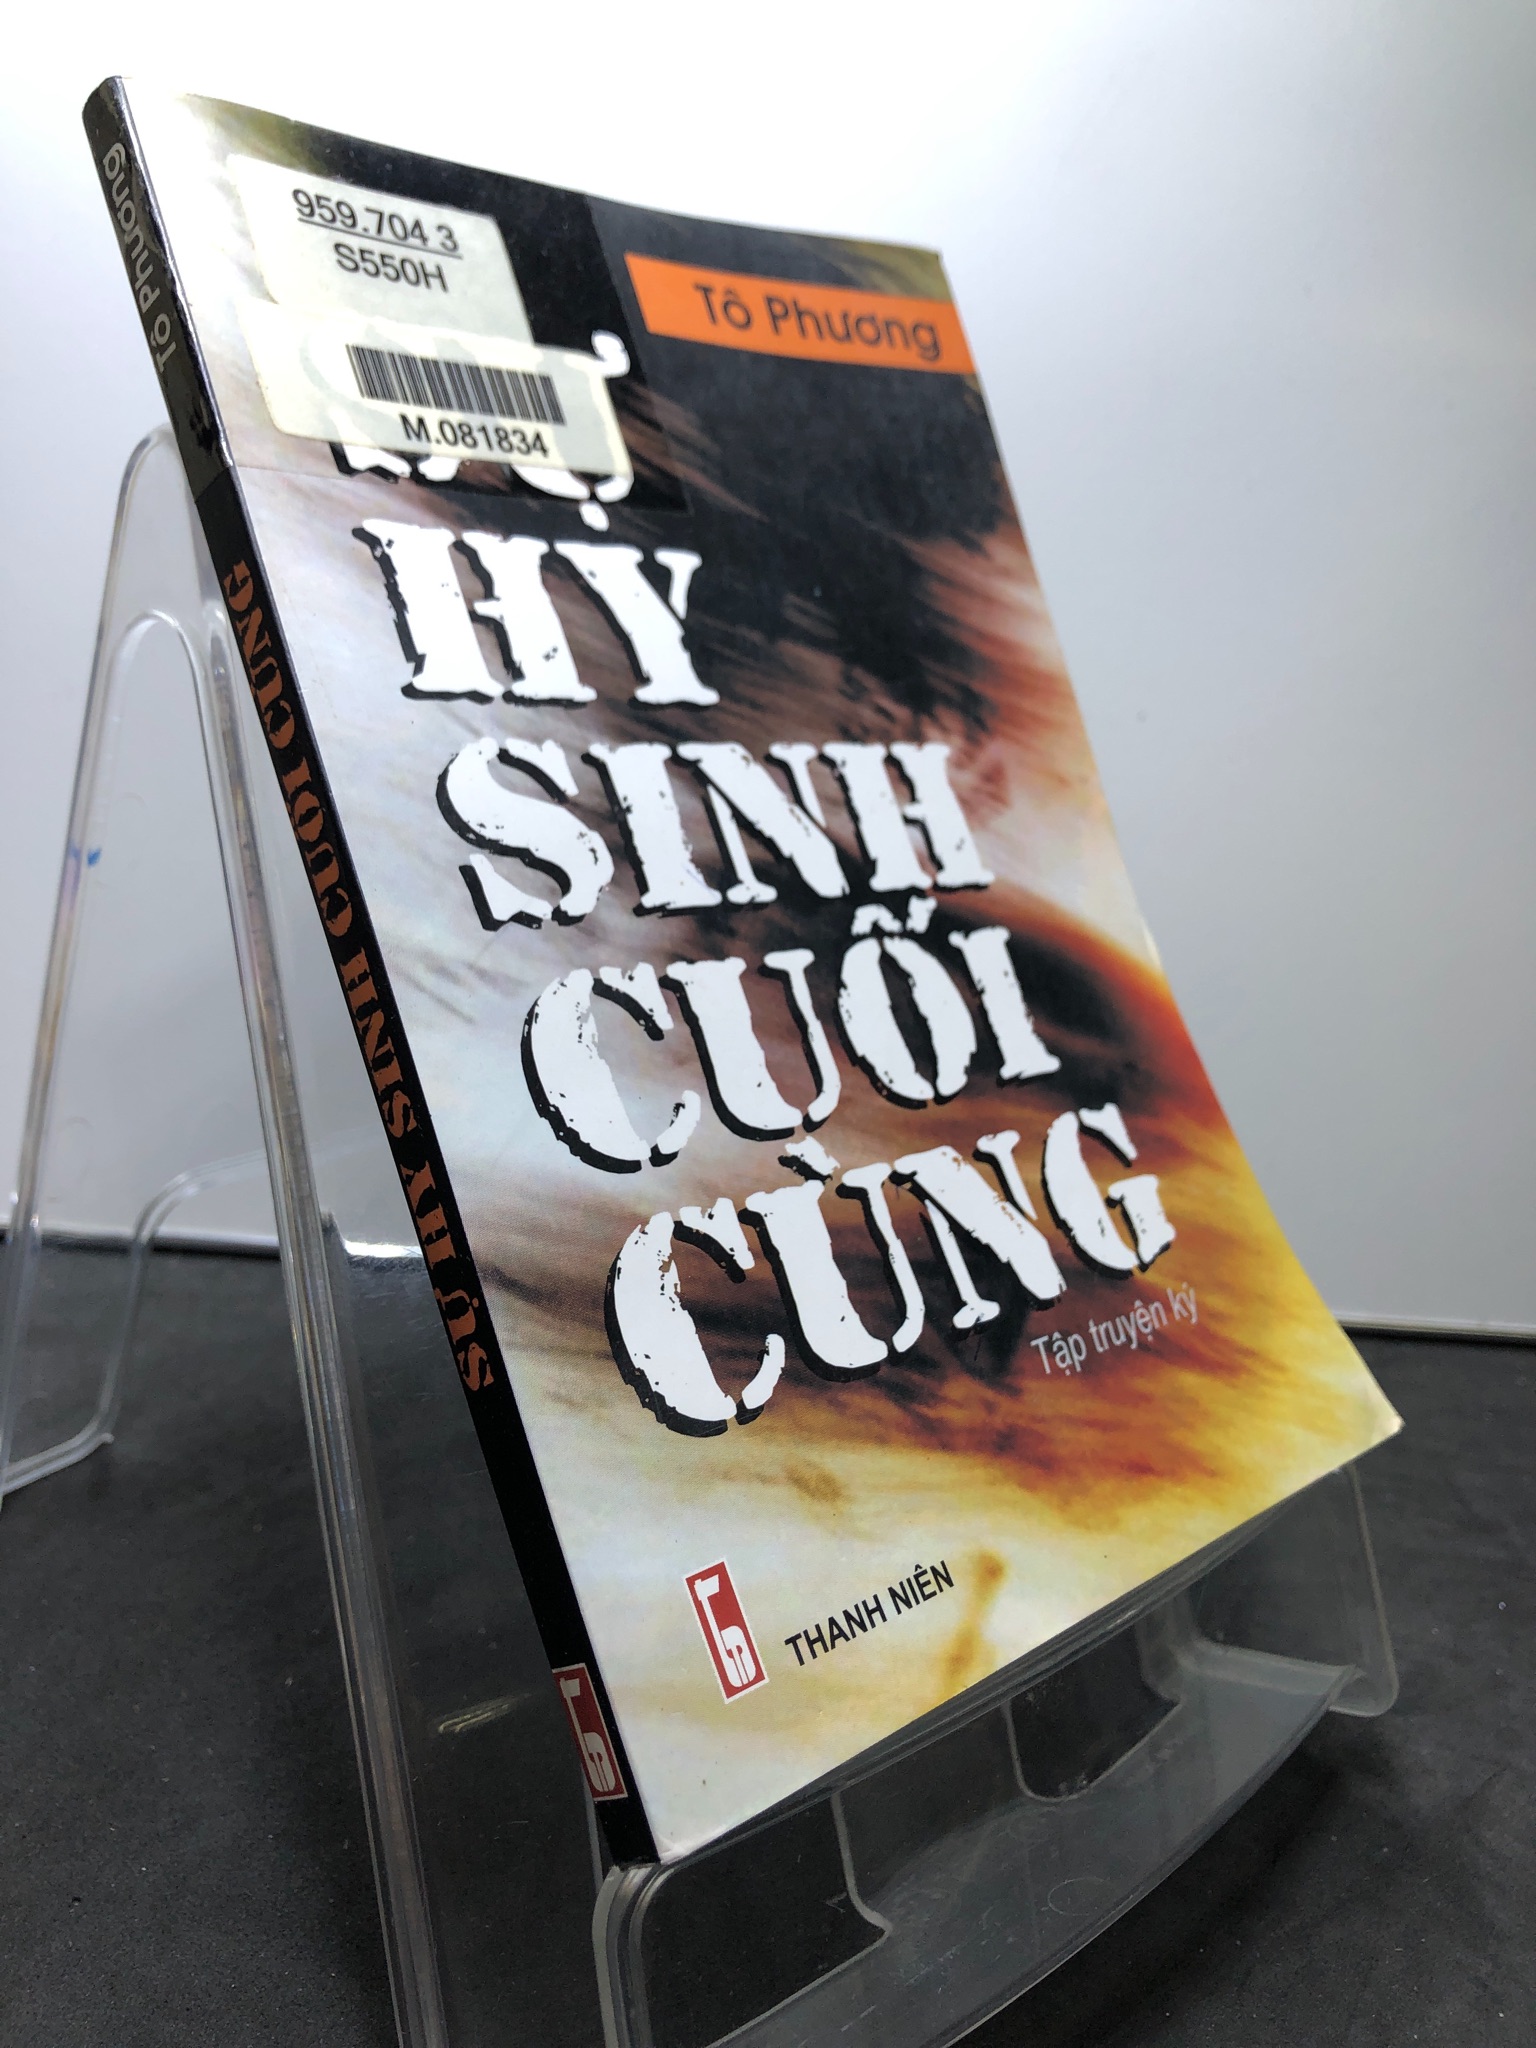 959.704 3
S550H
M.081834
Tô Phương
SỰ
HY
SINH
CUỐI
CÙNG
Tập truyện ký
THANH NIÊN
Tô Phương
SỰ HY SINH CUỐI CÙNG